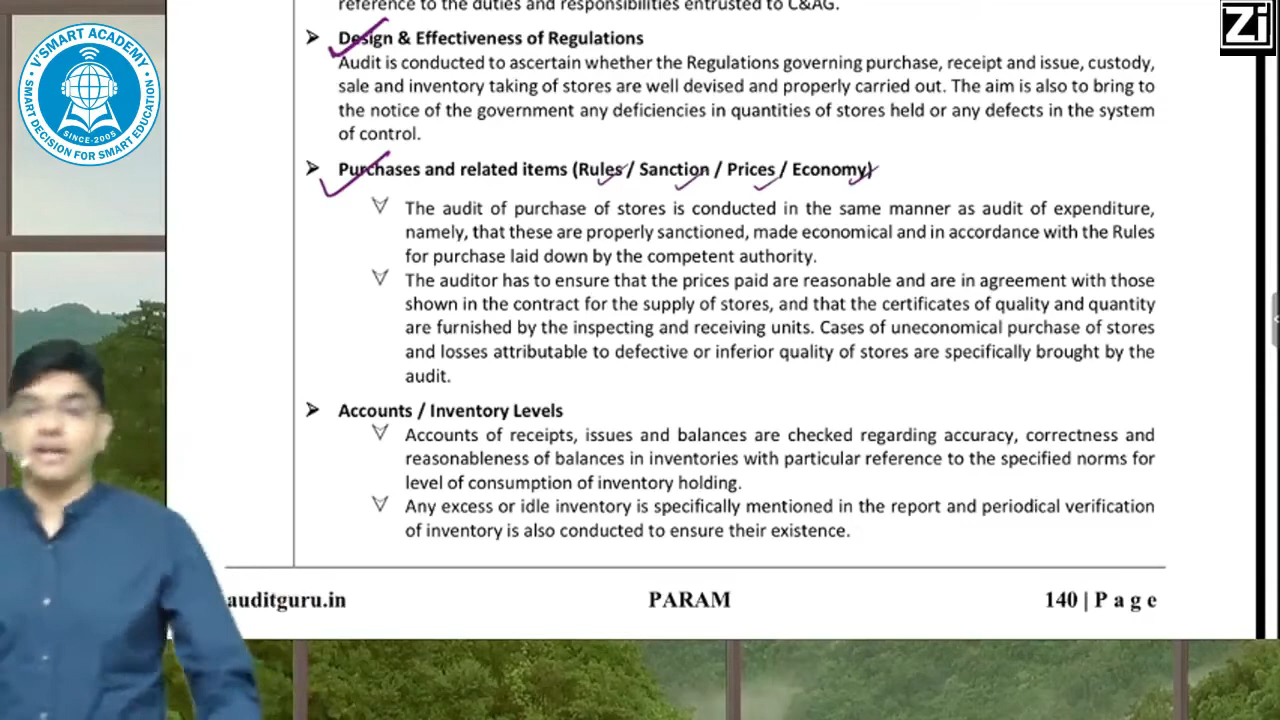 reference to the duties and responsibilities entrusted to C&AG.
V'SMART ACADEMY
SINCE-2005
SMART DECISION FOR SMART EDUCATION
Zi
➤ Design & Effectiveness of Regulations
Audit is conducted to ascertain whether the Regulations governing purchase, receipt and issue, custody,
sale and inventory taking of stores are well devised and properly carried out. The aim is also to bring to
the notice of the government any deficiencies in quantities of stores held or any defects in the system
of control.
➤ Purchases and related items (Rules / Sanction / Prices / Economy)
The audit of purchase of stores is conducted in the same manner as audit of expenditure,
namely, that these are properly sanctioned, made economical and in accordance with the Rules
for purchase laid down by the competent authority.
The auditor has to ensure that the prices paid are reasonable and are in agreement with those
shown in the contract for the supply of stores, and that the certificates of quality and quantity
are furnished by the inspecting and receiving units. Cases of uneconomical purchase of stores
and losses attributable to defective or inferior quality of stores are specifically brought by the
audit.
➤ Accounts / Inventory Levels
Accounts of receipts, issues and balances are checked regarding accuracy, correctness and
reasonableness of balances in inventories with particular reference to the specified norms for
level of consumption of inventory holding.
Any excess or idle inventory is specifically mentioned in the report and periodical verification
of inventory is also conducted to ensure their existence.
auditguru.in PARAM 140 | P a g e